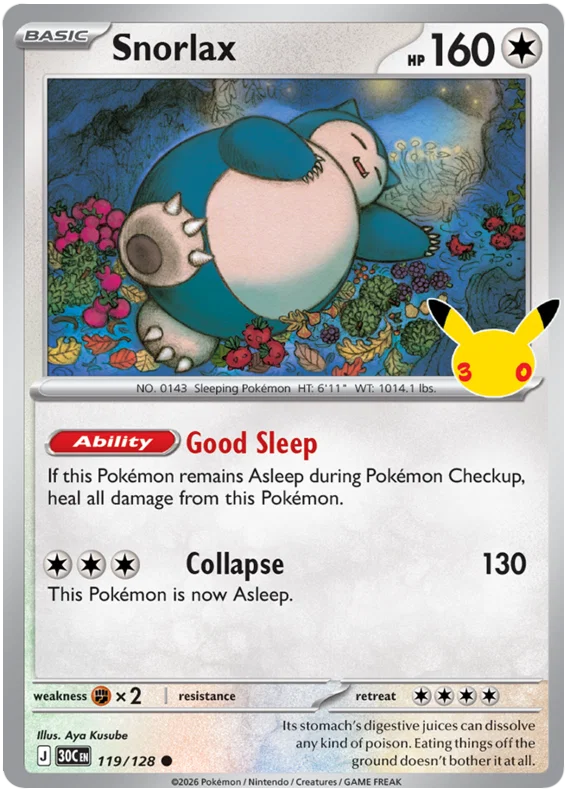 BASIC
Snorlax
HP 160
30
NO. 0143 Sleeping Pokémon HT: 6'11" WT: 1014.1 lbs.
Ability Good Sleep
If this Pokémon remains Asleep during Pokémon Checkup,
heal all damage from this Pokémon.
Collapse 130
This Pokémon is now Asleep.
weakness ×2 resistance retreat
Its stomach's digestive juices can dissolve
any kind of poison. Eating things off the
ground doesn't bother it at all.
Illus. Aya Kusube
J 30C EN 119/128
©2026 Pokémon / Nintendo / Creatures / GAME FREAK